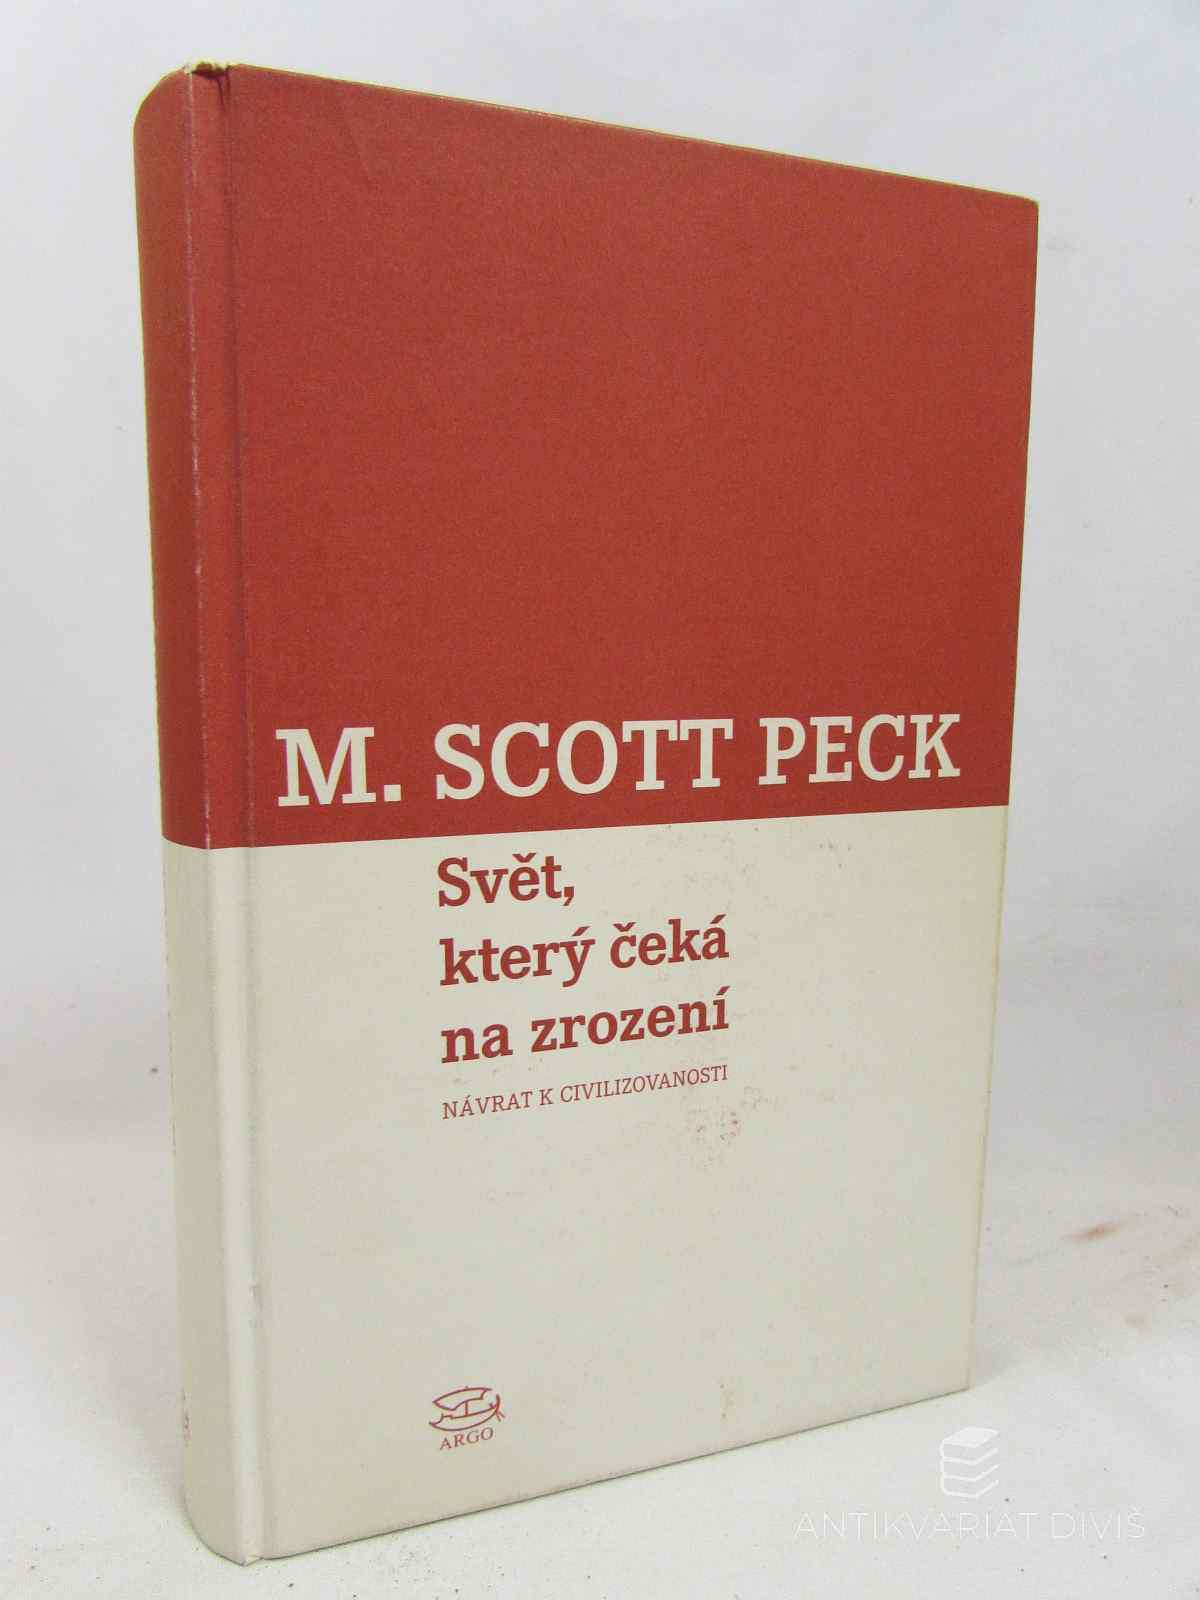 M. SCOTT PECK
Svět,
který čeká
na zrození
NÁVRAT K CIVILIZOVANOSTI
ARGO
ANTIKVARIÁT DIVIŠ